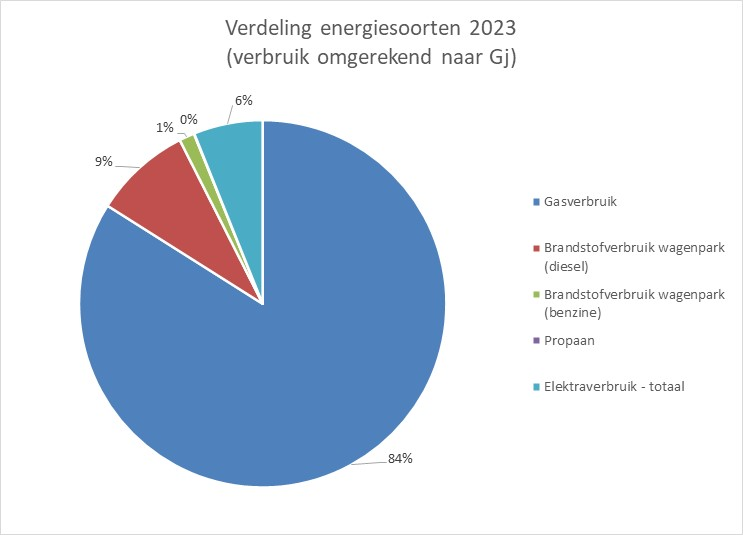 Verdeling energiesoorten 2023
(verbruik omgerekend naar Gj)
6%
0%
1%
9%
84%
Gasverbruik
Brandstofverbruik wagenpark
(diesel)
Brandstofverbruik wagenpark
(benzine)
Propaan
Elektraverbruik - totaal